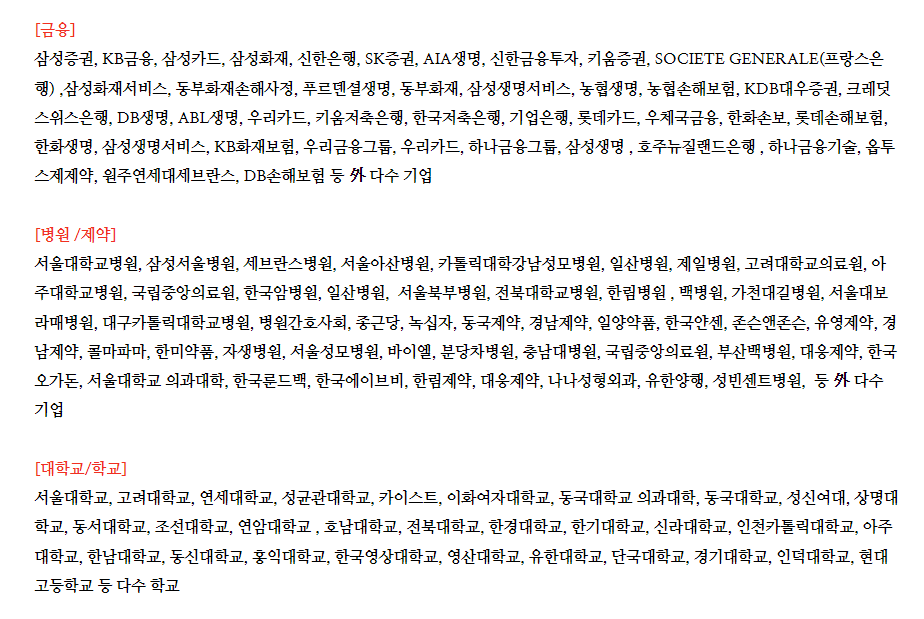 [금융]
삼성증권, KB금융, 삼성카드, 삼성화재, 신한은행, SK증권, AIA생명, 신한금융투자, 키움증권, SOCIETE GENERALE(프랑스은
행) ,삼성화재서비스, 동부화재손해사정, 푸르덴셜생명, 동부화재, 삼성생명서비스, 농협생명, 농협손해보험, KDB대우증권, 크레딧
스위스은행, DB생명, ABL생명, 우리카드, 키움저축은행, 한국저축은행, 기업은행, 롯데카드, 우체국금융, 한화손보, 롯데손해보험,
한화생명, 삼성생명서비스, KB화재보험, 우리금융그룹, 우리카드, 하나금융그룹, 삼성생명 , 호주뉴질랜드은행 , 하나금융기술, 옵투
스제제약, 원주연세대세브란스, DB손해보험 등 外 다수 기업
[병원 /제약]
서울대학교병원, 삼성서울병원, 세브란스병원, 서울아산병원, 카톨릭대학강남성모병원, 일산병원, 제일병원, 고려대학교의료원, 아
주대학교병원, 국립중앙의료원, 한국암병원, 일산병원,  서울북부병원, 전북대학교병원, 한림병원 , 백병원, 가천대길병원, 서울대보
라매병원, 대구카톨릭대학교병원, 병원간호사회, 종근당, 녹십자, 동국제약, 경남제약, 일양약품, 한국얀센, 존슨앤존슨, 유영제약, 경
남제약, 콜마파마, 한미약품, 자생병원, 서울성모병원, 바이엘, 분당차병원, 충남대병원, 국립중앙의료원, 부산백병원, 대웅제약, 한국
오가돈, 서울대학교 의과대학, 한국룬드백, 한국에이브비, 한림제약, 대웅제약, 나나성형외과, 유한양행, 성빈센트병원,  등 外 다수
기업
[대학교/학교]
서울대학교, 고려대학교, 연세대학교, 성균관대학교, 카이스트, 이화여자대학교, 동국대학교 의과대학, 동국대학교, 성신여대, 상명대
학교, 동서대학교, 조선대학교, 연암대학교 , 호남대학교, 전북대학교, 한경대학교, 한기대학교, 신라대학교, 인천카톨릭대학교, 아주
대학교, 한남대학교, 동신대학교, 홍익대학교, 한국영상대학교, 영산대학교, 유한대학교, 단국대학교, 경기대학교, 인덕대학교, 현대
고등학교 등 다수 학교